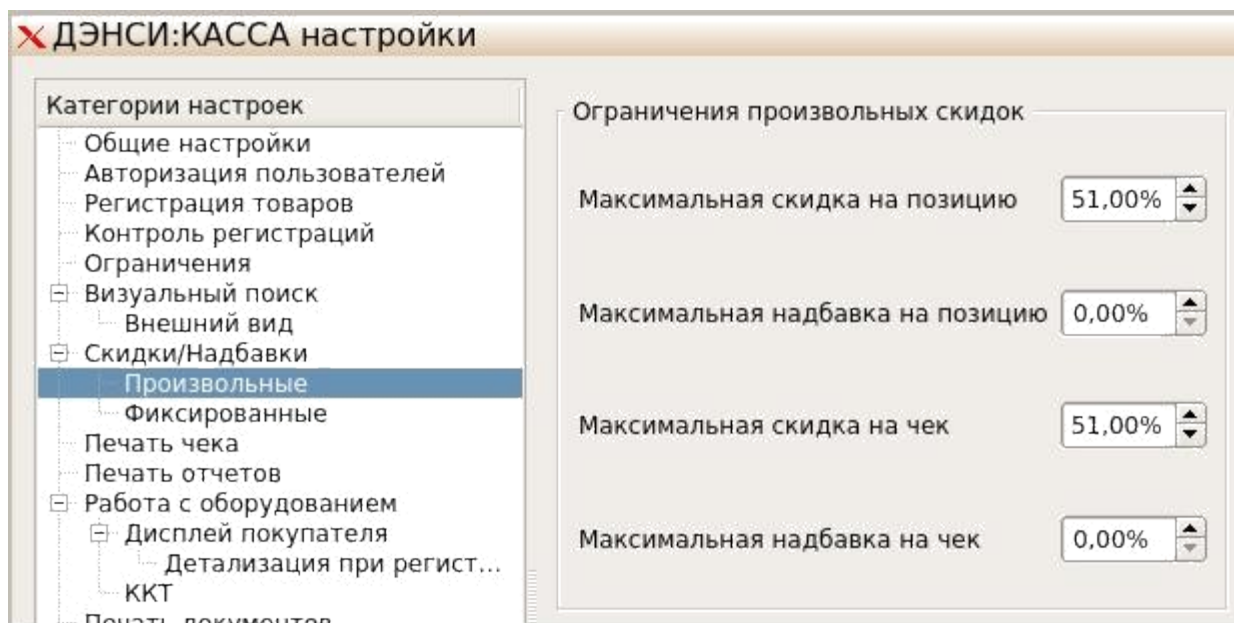 ДЭНСИ:КАССА настройки
Категории настроек
Общие настройки
Авторизация пользователей
Регистрация товаров
Контроль регистраций
Ограничения
Визуальный поиск
Внешний вид
Скидки/Надбавки
Произвольные
Фиксированные
Печать чека
Печать отчетов
Работа с оборудованием
Дисплей покупателя
Детализация при регист...
ККТ
Печать документов
Ограничения произвольных скидок
Максимальная скидка на позицию 51,00%
Максимальная надбавка на позицию 0,00%
Максимальная скидка на чек 51,00%
Максимальная надбавка на чек 0,00%